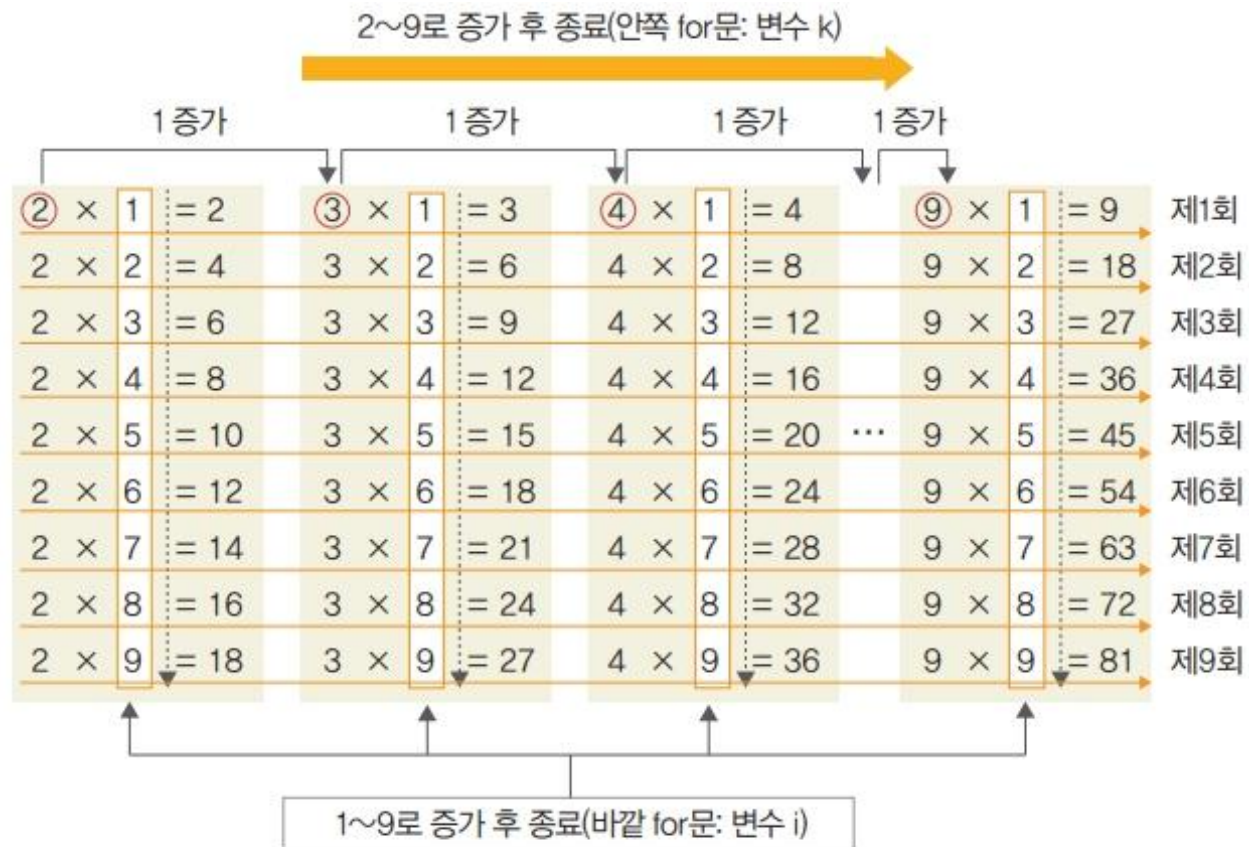 2~9로 증가 후 종료(안쪽 for문: 변수 k)
1 증가 1 증가 1 증가 1 증가
2 × 1 = 2 3 × 1 = 3 4 × 1 = 4 9 × 1 = 9 제1회
2 × 2 = 4 3 × 2 = 6 4 × 2 = 8 9 × 2 = 18 제2회
2 × 3 = 6 3 × 3 = 9 4 × 3 = 12 9 × 3 = 27 제3회
2 × 4 = 8 3 × 4 = 12 4 × 4 = 16 9 × 4 = 36 제4회
2 × 5 = 10 3 × 5 = 15 4 × 5 = 20 … 9 × 5 = 45 제5회
2 × 6 = 12 3 × 6 = 18 4 × 6 = 24 9 × 6 = 54 제6회
2 × 7 = 14 3 × 7 = 21 4 × 7 = 28 9 × 7 = 63 제7회
2 × 8 = 16 3 × 8 = 24 4 × 8 = 32 9 × 8 = 72 제8회
2 × 9 = 18 3 × 9 = 27 4 × 9 = 36 9 × 9 = 81 제9회
1~9로 증가 후 종료(바깥 for문: 변수 i)